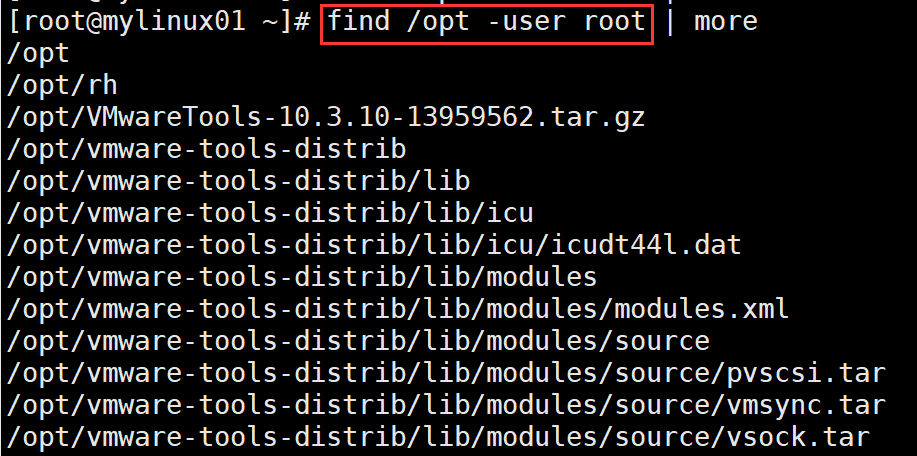 [root@mylinux01 ~]# find /opt -user root | more
/opt
/opt/rh
/opt/VMwareTools-10.3.10-13959562.tar.gz
/opt/vmware-tools-distrib
/opt/vmware-tools-distrib/lib
/opt/vmware-tools-distrib/lib/icu
/opt/vmware-tools-distrib/lib/icu/icudt44l.dat
/opt/vmware-tools-distrib/lib/modules
/opt/vmware-tools-distrib/lib/modules/modules.xml
/opt/vmware-tools-distrib/lib/modules/source
/opt/vmware-tools-distrib/lib/modules/source/pvscsi.tar
/opt/vmware-tools-distrib/lib/modules/source/vmsync.tar
/opt/vmware-tools-distrib/lib/modules/source/vsock.tar